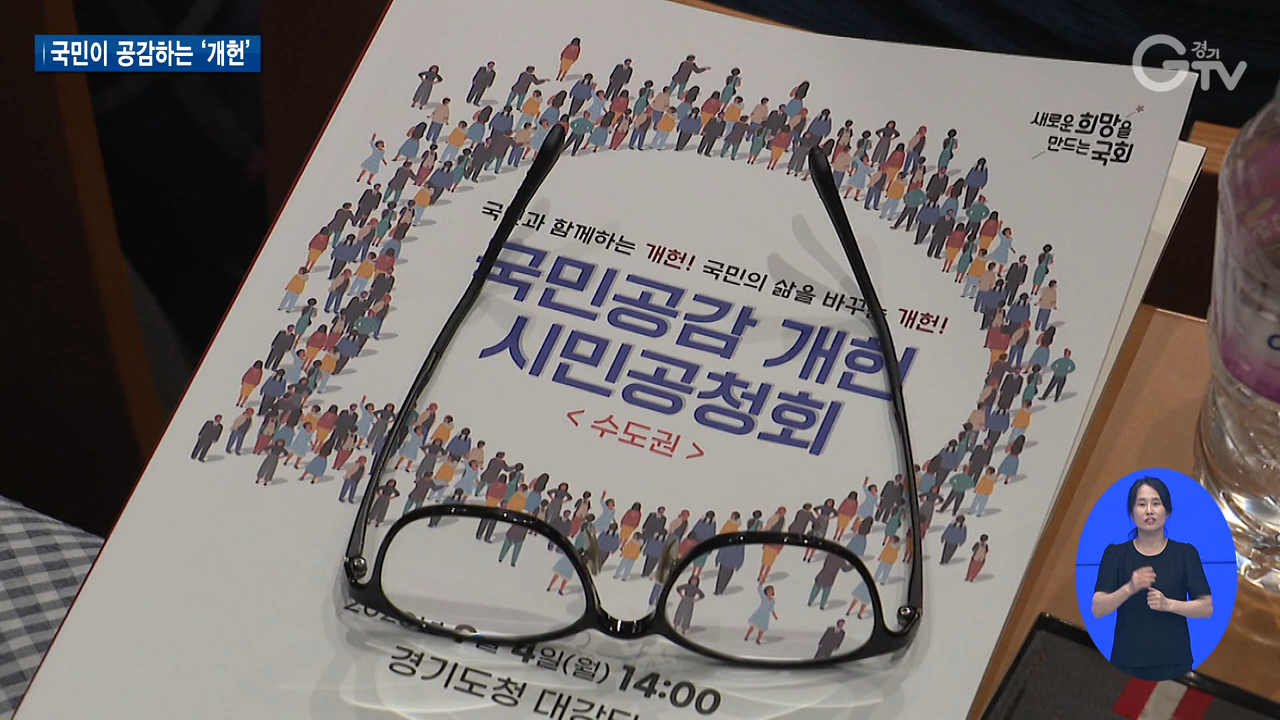 국민이 공감하는 ‘개헌’
경기
GTV
새로운 희망을
만드는 국회
함께하는 개헌! 국민의 삶을 바꾸는 개헌!
국민공감 개헌
시민공청회
< 수도권 >
4일(월) 14:00
경기도청